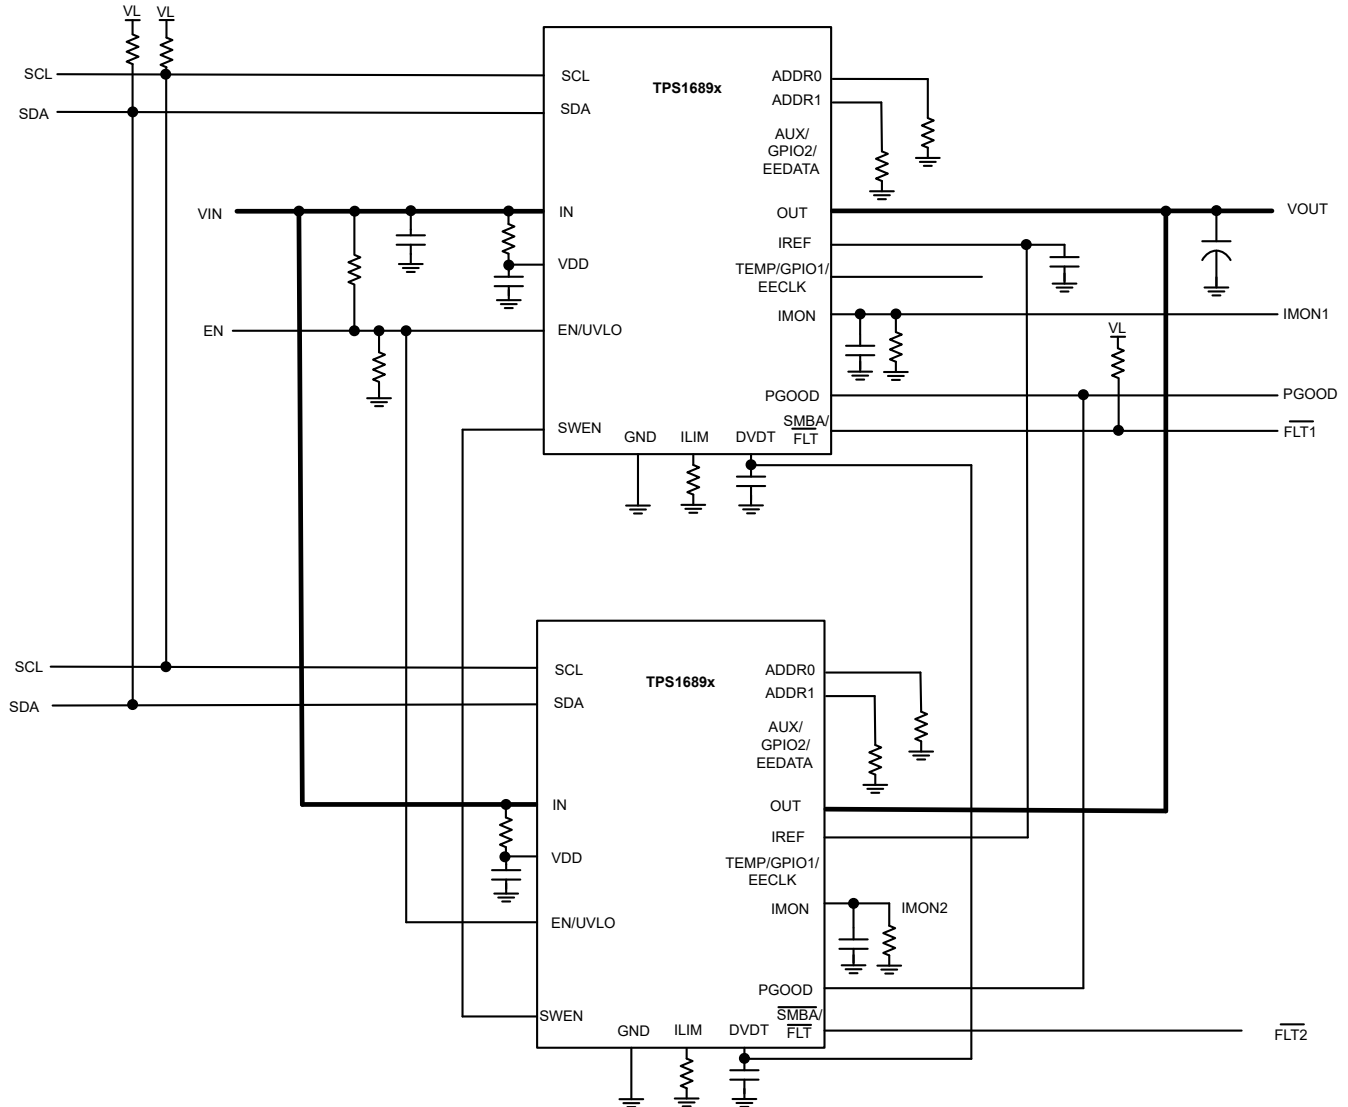 VL
VL
SCL
SCL
TPS1689x
ADDR0
SDA
SDA
ADDR1
AUX/
GPIO2/
EEDATA
VIN
IN
OUT
VOUT
IREF
VDD
TEMP/GPIO1/
EECLK
IMON
IMON1
EN
EN/UVLO
VL
PGOOD
PGOOD
SWEN
GND
ILIM
DVDT
SMBA/
FLT
FLT1
SCL
SCL
TPS1689x
ADDR0
SDA
SDA
ADDR1
AUX/
GPIO2/
EEDATA
IN
OUT
IREF
VDD
TEMP/GPIO1/
EECLK
IMON
IMON2
EN/UVLO
PGOOD
SWEN
GND
ILIM
DVDT
SMBA/
FLT
FLT2